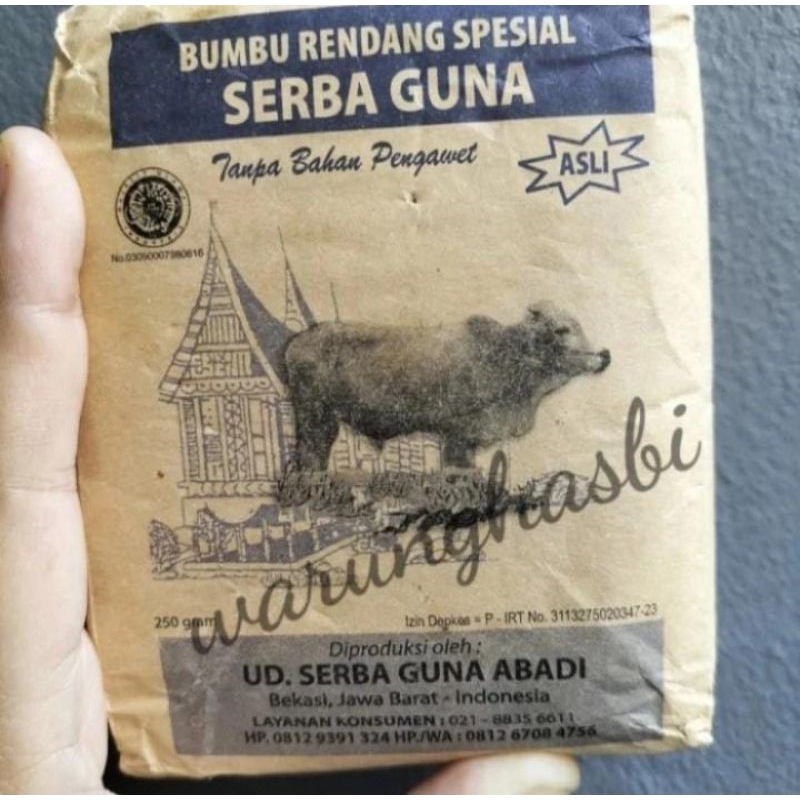 BUMBU RENDANG SPESIAL
SERBA GUNA
Tanpa Bahan Pengawet
ASLI
No.03050007980616
warunghasbi
250 gram
Izin Depkes = P - IRT No. 3113275020347-23
Diproduksi oleh :
UD. SERBA GUNA ABADI
Bekasi, Jawa Barat - Indonesia
LAYANAN KONSUMEN : 021 - 8835 6611
HP. 0812 9391 324 HP./WA : 0812 6708 4756